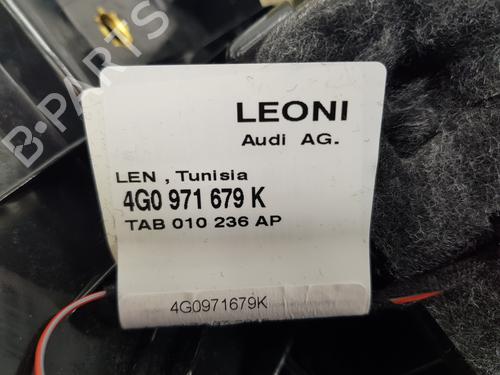 B-PARTS
LEONI
Audi AG.
LEN , Tunisia
4G0 971 679 K
TAB 010 236 AP
4G0971679K